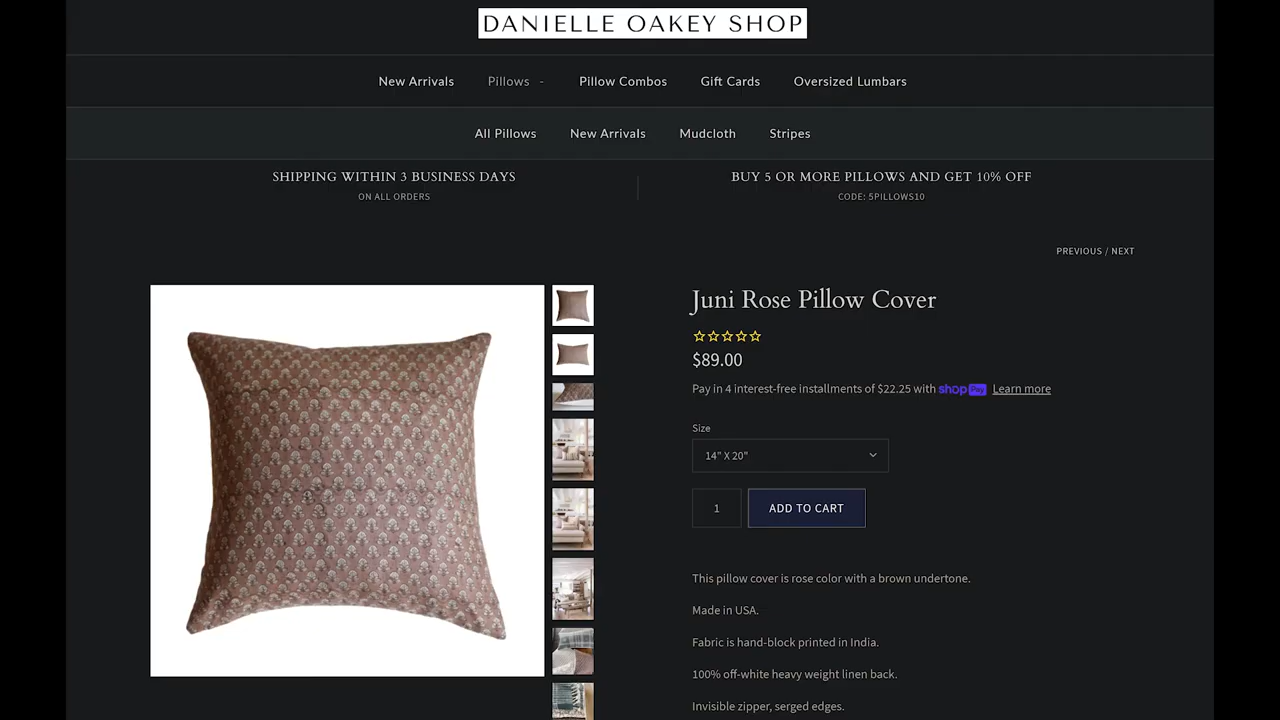 DANIELLE OAKEY SHOP
New Arrivals Pillows - Pillow Combos Gift Cards Oversized Lumbars
All Pillows New Arrivals Mudcloth Stripes
SHIPPING WITHIN 3 BUSINESS DAYS
ON ALL ORDERS
BUY 5 OR MORE PILLOWS AND GET 10% OFF
CODE: 5PILLOWS10
PREVIOUS / NEXT
Juni Rose Pillow Cover
$89.00
Pay in 4 interest-free installments of $22.25 with shop Pay Learn more
Size
14" X 20"
1 ADD TO CART
This pillow cover is rose color with a brown undertone.
Made in USA.
Fabric is hand-block printed in India.
100% off-white heavy weight linen back.
Invisible zipper, serged edges.